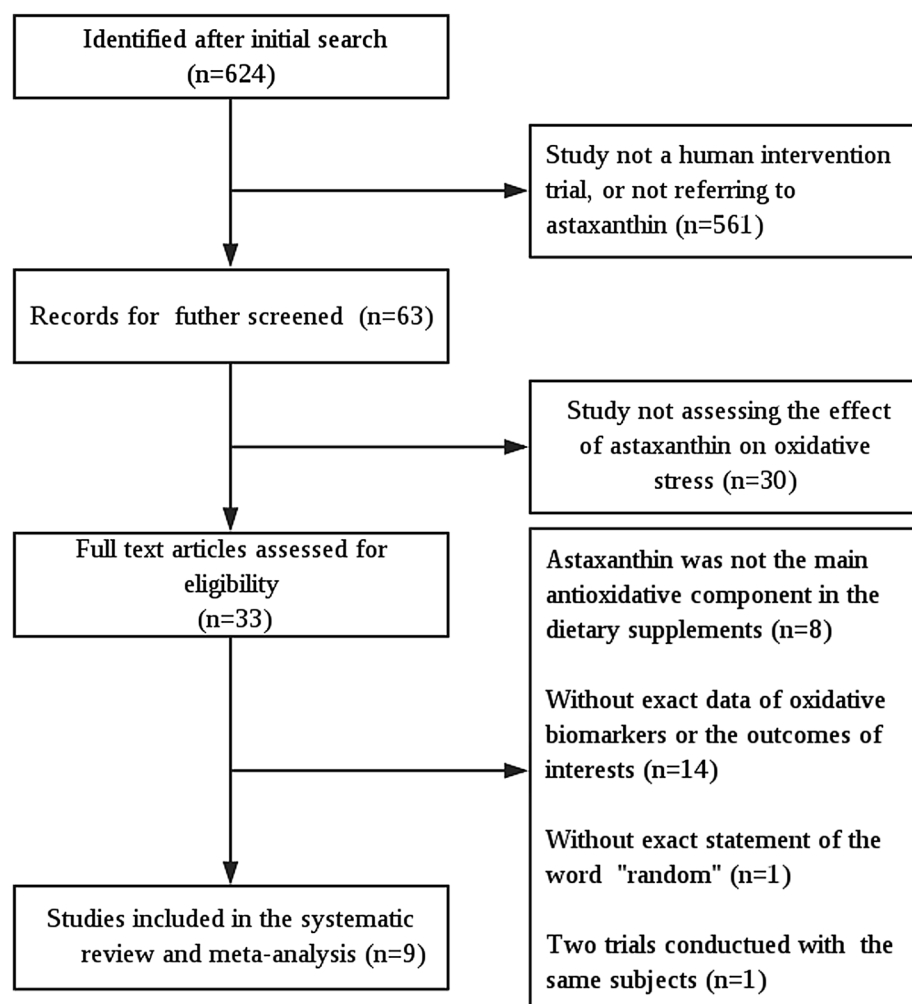 Identified after initial search
(n=624)
Study not a human intervention
trial, or not referring to
astaxanthin (n=561)
Records for futher screened (n=63)
Study not assessing the effect
of astaxanthin on oxidative
stress (n=30)
Full text articles assessed for
eligibility
(n=33)
Astaxanthin was not the main
antioxidative component in the
dietary supplements (n=8)
Without exact data of oxidative
biomarkers or the outcomes of
interests (n=14)
Without exact statement of the
word "random" (n=1)
Two trials conductued with the
same subjects (n=1)
Studies included in the systematic
review and meta-analysis (n=9)